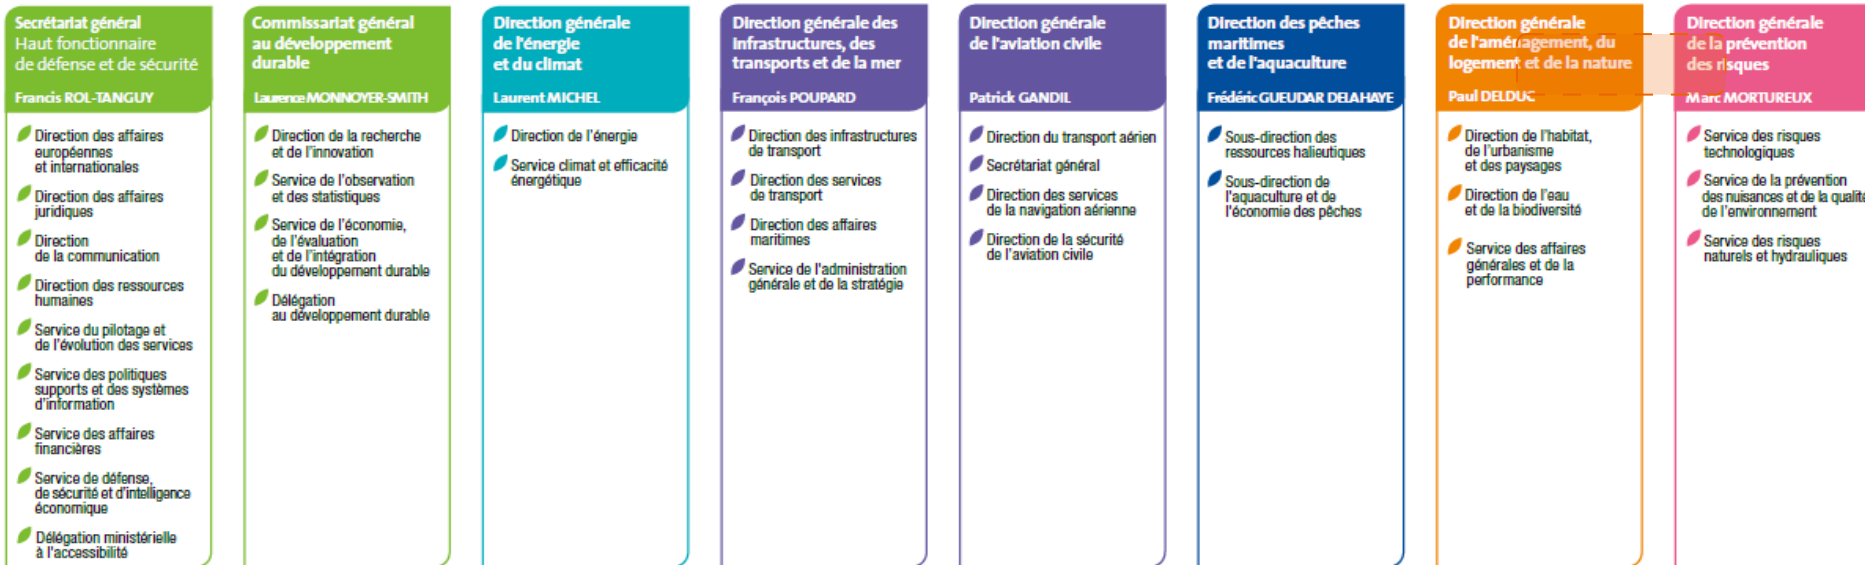 Secrétariat général
Haut fonctionnaire
de défense et de sécurité
Francis ROL-TANGUY
Direction des affaires
européennes
et internationales
Direction des affaires
juridiques
Direction
de la communication
Direction des ressources
humaines
Service du pilotage et
de l'évolution des services
Service des politiques
supports et des systèmes
d'information
Service des affaires
financières
Service de défense,
de sécurité et d'intelligence
économique
Délégation ministérielle
à l'accessibilité
Commissariat général
au développement
durable
Laurence MONNOYER-SMITH
Direction de la recherche
et de l'innovation
Service de l'observation
et des statistiques
Service de l'économie,
de l'évaluation
et de l'intégration
du développement durable
Délégation
au développement durable
Direction générale
de l'énergie
et du climat
Laurent MICHEL
Direction de l'énergie
Service climat et efficacité
énergétique
Direction générale des
infrastructures, des
transports et de la mer
François POUPARD
Direction des infrastructures
de transport
Direction des services
de transport
Direction des affaires
maritimes
Service de l'administration
générale et de la stratégie
Direction générale
de l'aviation civile
Patrick GANDIL
Direction du transport aérien
Secrétariat général
Direction des services
de la navigation aérienne
Direction de la sécurité
de l'aviation civile
Direction des pêches
maritimes
et de l'aquaculture
Frédéric GUEUDAR DELAHAYE
Sous-direction des
ressources halieutiques
Sous-direction de
l'aquaculture et de
l'économie des pêches
Direction générale
de l'aménagement, du
logement et de la nature
Paul DELDUC
Direction de l'habitat,
de l'urbanisme
et des paysages
Direction de l'eau
et de la biodiversité
Service des affaires
générales et de la
performance
Direction générale
de la prévention
des risques
Marc MORTUREUX
Service des risques
technologiques
Service de la prévention
des nuisances et de la qualité
de l'environnement
Service des risques
naturels et hydrauliques